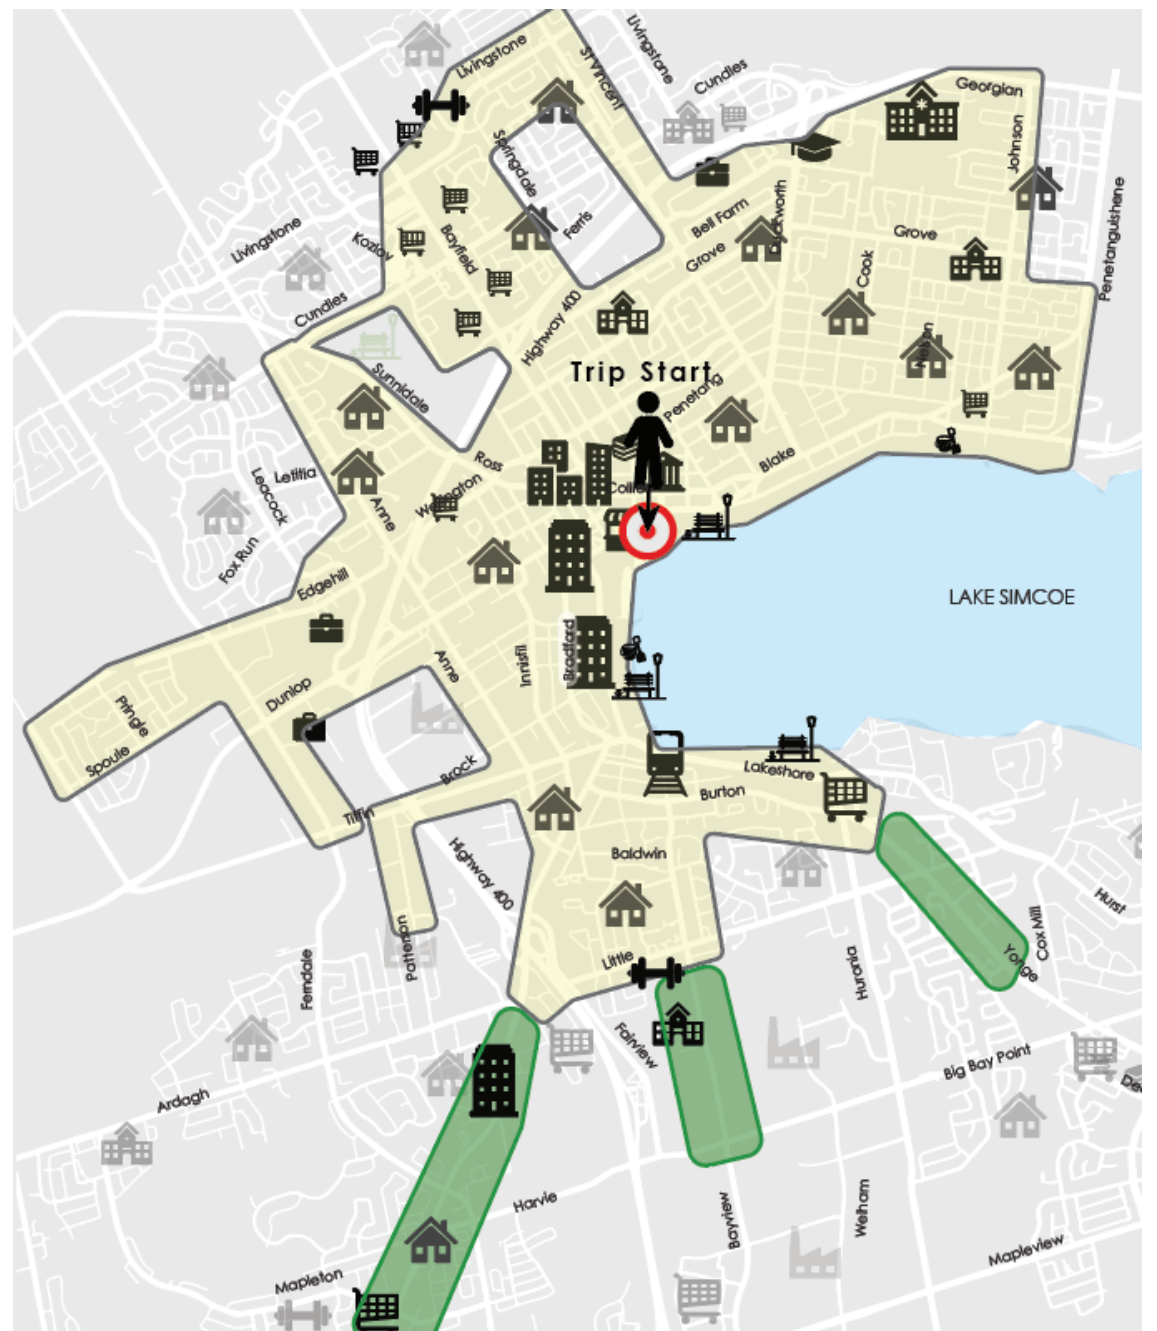 Livingstone
Livingstone
St Vincent
Cundles
Georgian
Springdale
Johnson
Duckworth
Penetanguishene
Bell Farm
Ferris
Grove
Grove
Livingstone
Kozlov
Bayfield
Cook
Cundles
Highway 400
Nelson
Trip Start
Sunnidale
Penetang
Ross
Blake
Letitia
Leacock
Anne
Wellington
Collier
Fox Run
Edgehill
LAKE SIMCOE
Innisfil
Bradford
Anne
Dunlop
Pringle
Spoule
Brock
Lakeshore
Burton
Tiffin
Highway 400
Baldwin
Hurst
Cox Mill
Patterson
Ferndale
Little
Huronia
Yonge
Fairview
Big Bay Point
De
Ardagh
Harvie
Bayview
Welham
Mapleview
Mapleton